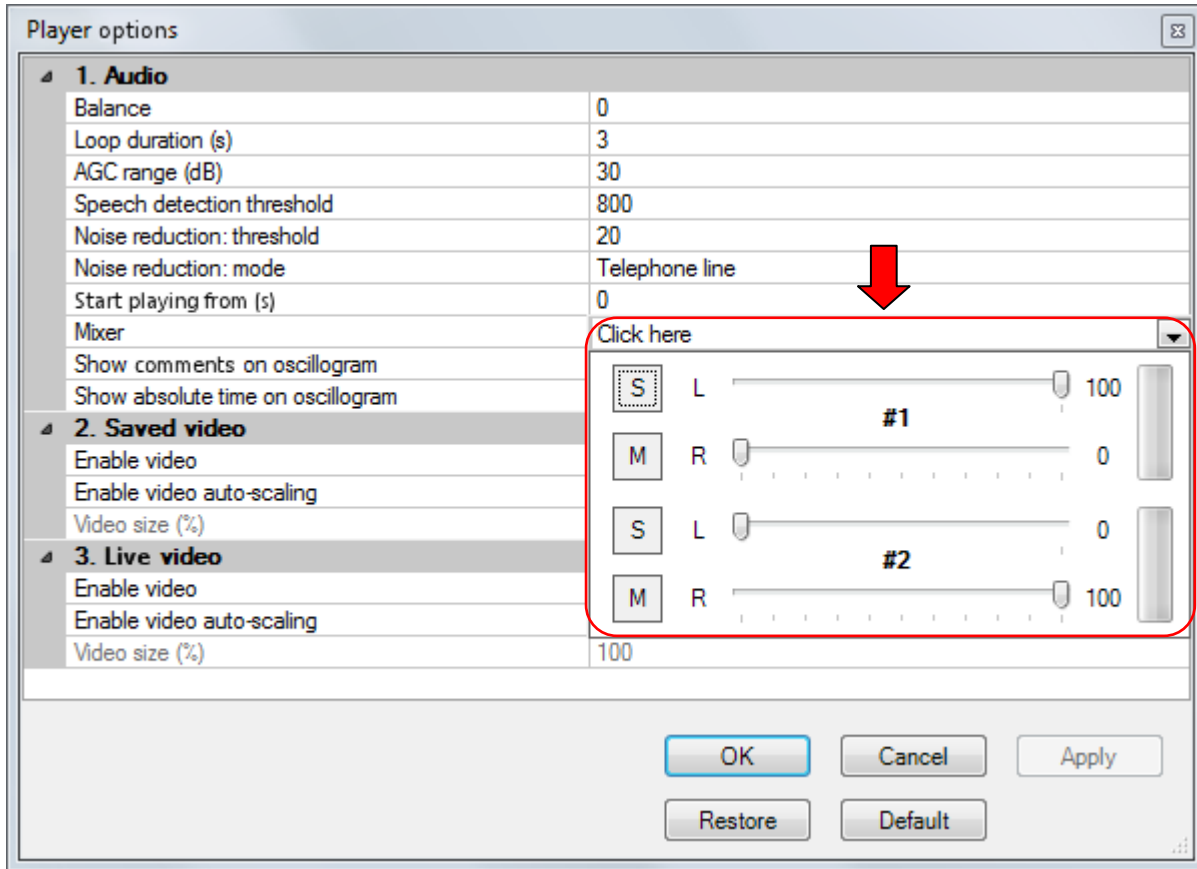 Player options
1. Audio
Balance 0
Loop duration (s) 3
AGC range (dB) 30
Speech detection threshold 800
Noise reduction: threshold 20
Noise reduction: mode Telephone line
Start playing from (s) 0
Mixer Click here
Show comments on oscillogram
Show absolute time on oscillogram
S L 100
#1
M R 0
2. Saved video
Enable video
Enable video auto-scaling
Video size (%)
S L 0
#2
M R 100
3. Live video
Enable video
Enable video auto-scaling
Video size (%) 100
OK Cancel Apply
Restore Default